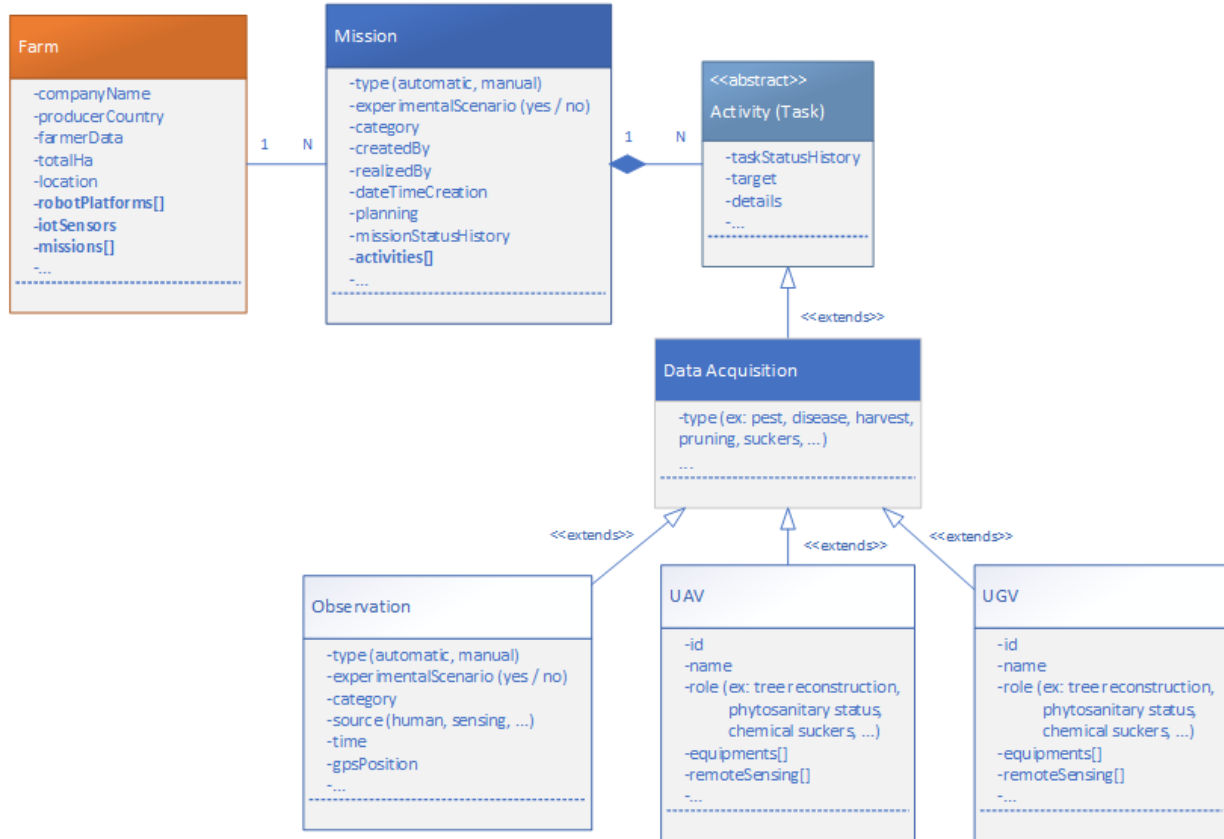 Farm
-companyName
-producerCountry
-farmerData
-totalHa
-location
-robotPlatforms[]
-iotSensors
-missions[]
-...
1
N
Mission
-type (automatic, manual)
-experimentalScenario (yes / no)
-category
-createdBy
-realizedBy
-dateTimeCreation
-planning
-missionStatusHistory
-activities[]
-...
1
N
<<abstract>>
Activity (Task)
-taskStatusHistory
-target
-details
-...
<<extends>>
Data Acquisition
-type (ex: pest, disease, harvest,
pruning, suckers, ...)
...
<<extends>>
<<extends>>
<<extends>>
Observation
-type (automatic, manual)
-experimentalScenario (yes / no)
-category
-source (human, sensing, ...)
-time
-gpsPosition
-...
UAV
-id
-name
-role (ex: tree reconstruction,
phytosanitary status,
chemical suckers, ...)
-equipments[]
-remoteSensing[]
-...
UGV
-id
-name
-role (ex: tree reconstruction,
phytosanitary status,
chemical suckers, ...)
-equipments[]
-remoteSensing[]
-...